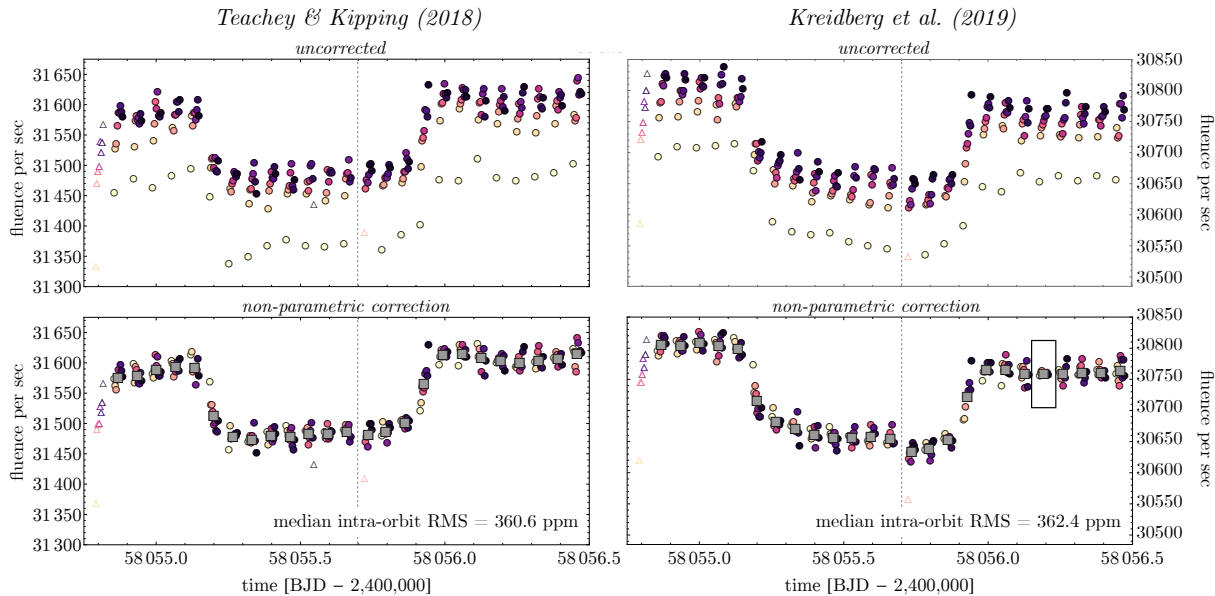 Teachey & Kipping (2018)
Kreidberg et al. (2019)
uncorrected
uncorrected
31 650
31 600
31 550
31 500
31 450
31 400
31 350
31 300
fluence per sec
30850
30800
30750
30700
30650
30600
30550
30500
fluence per sec
non-parametric correction
non-parametric correction
31 650
31 600
31 550
31 500
31 450
31 400
31 350
31 300
fluence per sec
median intra-orbit RMS = 360.6 ppm
30850
30800
30750
30700
30650
30600
30550
30500
fluence per sec
median intra-orbit RMS = 362.4 ppm
58 055.0
58 055.5
58 056.0
58 056.5
58 055.0
58 055.5
58 056.0
58 056.5
time [BJD – 2,400,000]
time [BJD – 2,400,000]